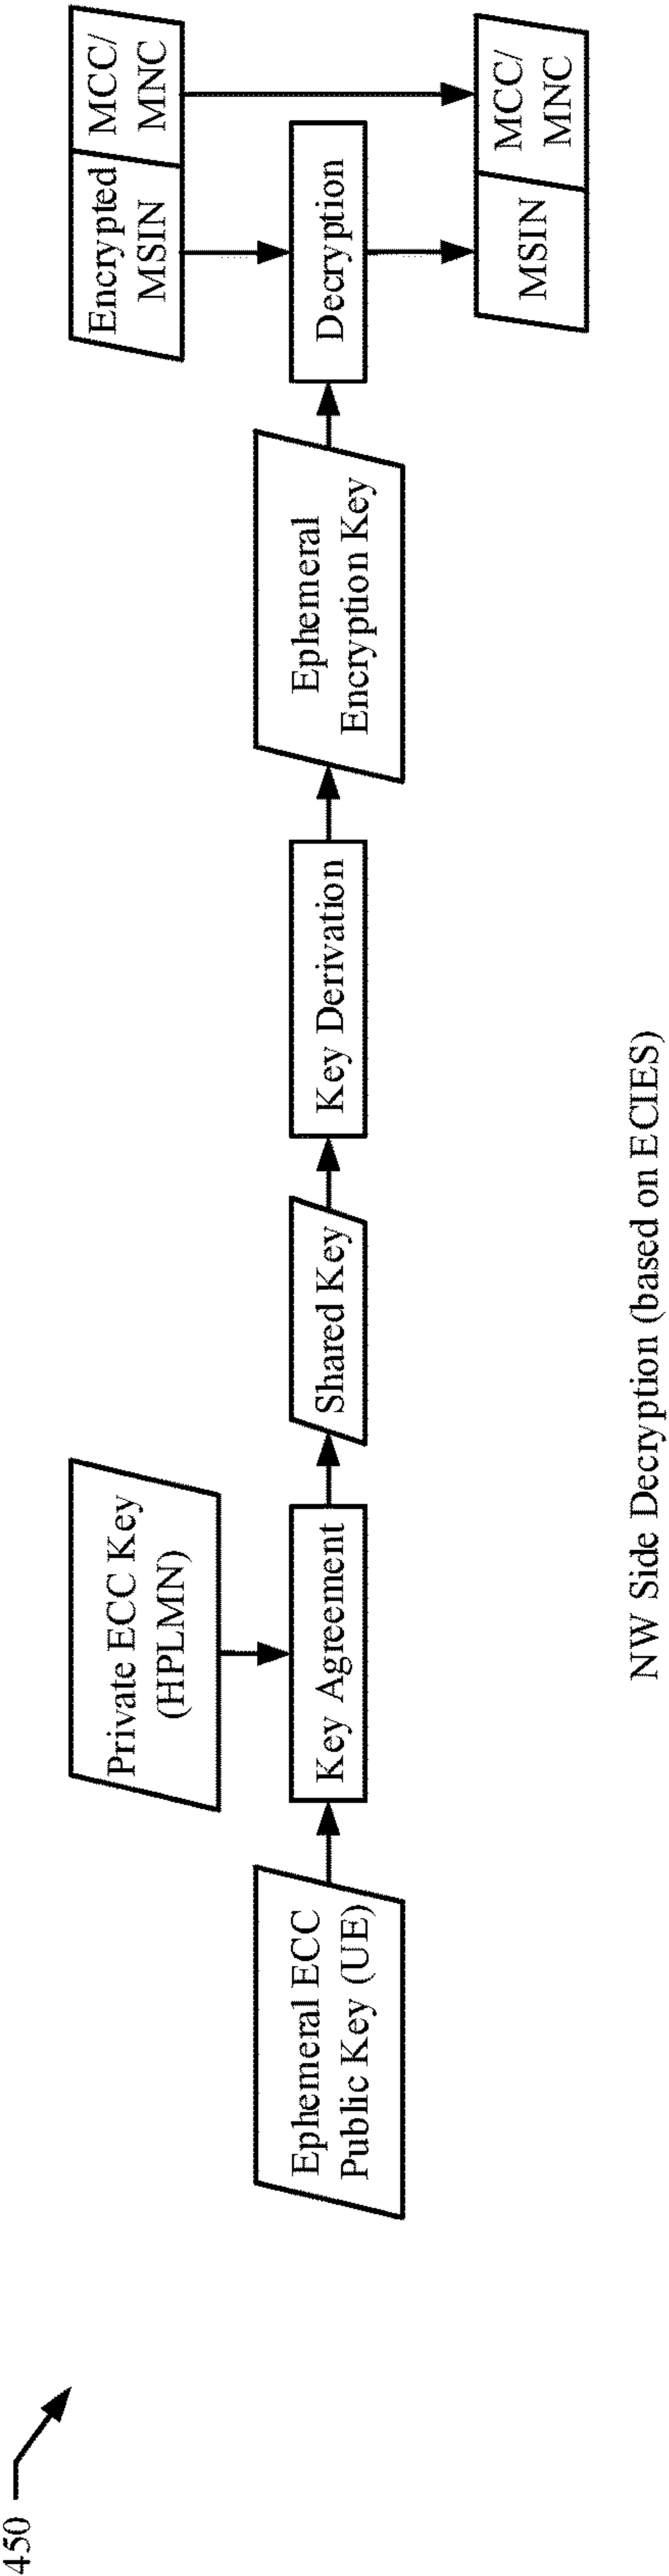 450
Private ECC Key
(HPLMN)
Encrypted
MSIN
MCC/
MNC
Ephemeral ECC
Public Key (UE)
Key Agreement
Shared Key
Key Derivation
Ephemeral
Encryption Key
Decryption
MSIN
MCC/
MNC
NW Side Decryption (based on ECIES)